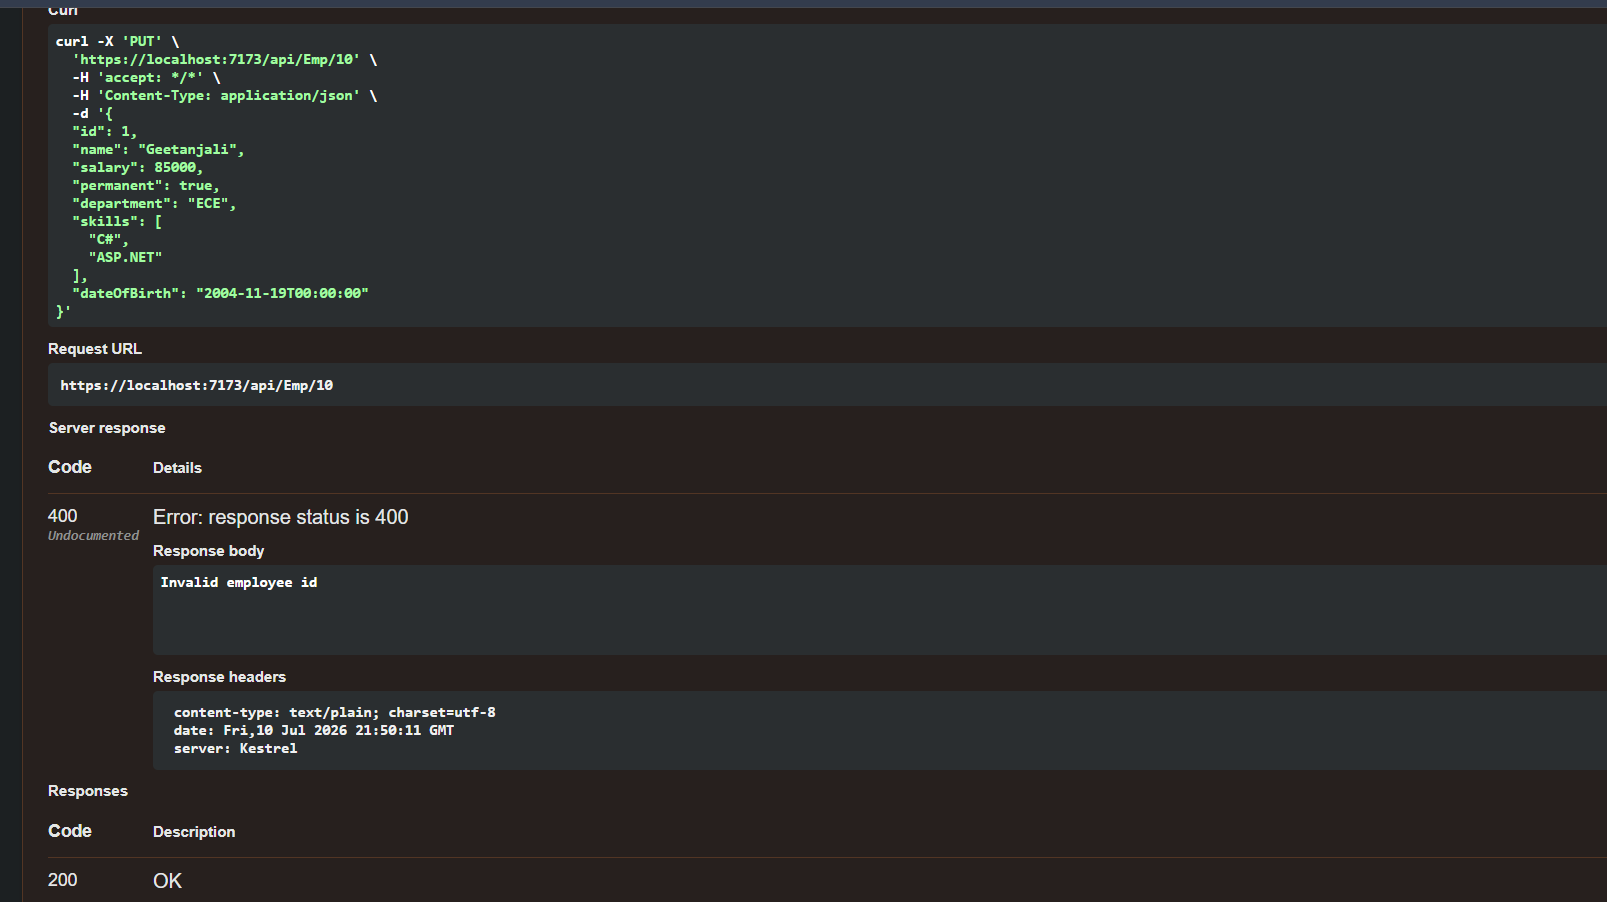 Curl
curl -X 'PUT' \
'https://localhost:7173/api/Emp/10' \
-H 'accept: */*' \
-H 'Content-Type: application/json' \
-d '{
"id": 1,
"name": "Geetanjali",
"salary": 85000,
"permanent": true,
"department": "ECE",
"skills": [
"C#",
"ASP.NET"
],
"dateOfBirth": "2004-11-19T00:00:00"
}'
Request URL
https://localhost:7173/api/Emp/10
Server response
Code Details
400 Error: response status is 400
Undocumented
Response body
Invalid employee id
Response headers
content-type: text/plain; charset=utf-8
date: Fri,10 Jul 2026 21:50:11 GMT
server: Kestrel
Responses
Code Description
200 OK